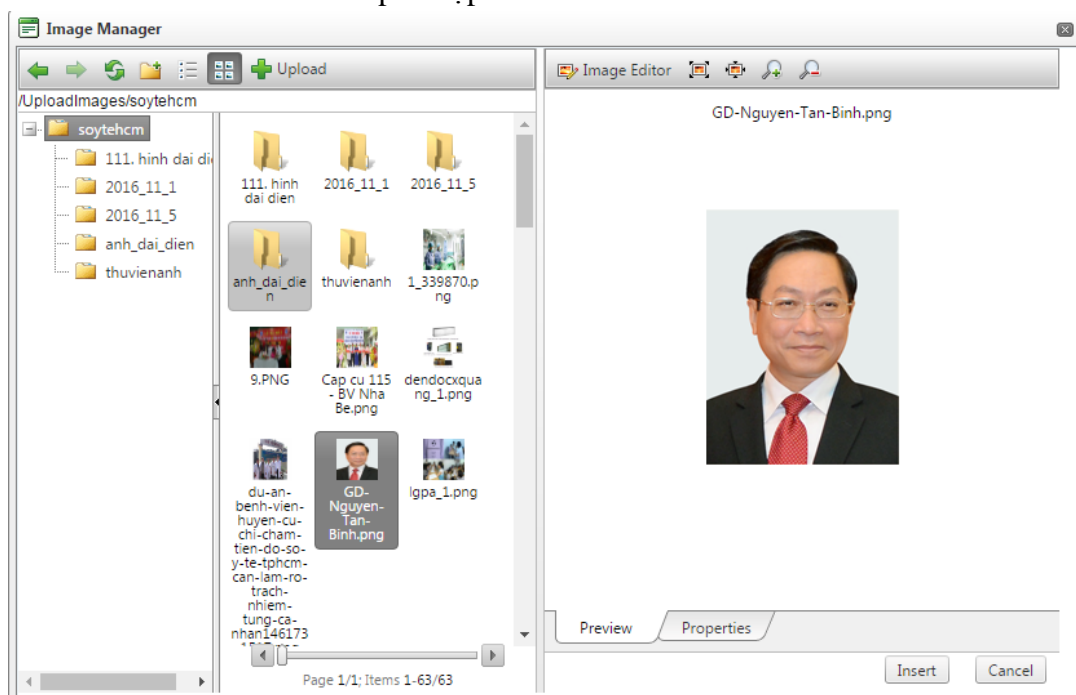 Image Manager
Upload
Image Editor
/UploadImages/soytehcm
GD-Nguyen-Tan-Binh.png
soytehcm
111. hinh dai di
2016_11_1
2016_11_5
anh_dai_dien
thuvienanh
111. hinh
dai dien
2016_11_1
2016_11_5
anh_dai_die
n
thuvienanh
1_339870.p
ng
9.PNG
Cap cu 115
- BV Nha
Be.png
dendocxqua
ng_1.png
du-an-
benh-vien-
huyen-cu-
chi-cham-
tien-do-so-
y-te-tphcm-
can-lam-ro-
trach-
nhiem-
tung-ca-
nhan146173
GD-
Nguyen-
Tan-
Binh.png
lgpa_1.png
Page 1/1; Items 1-63/63
Preview
Properties
Insert
Cancel